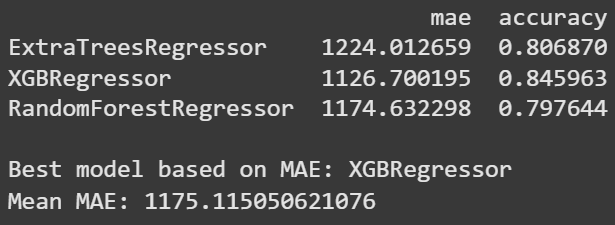 mae accuracy
ExtraTreesRegressor 1224.012659 0.806870
XGBRegressor 1126.700195 0.845963
RandomForestRegressor 1174.632298 0.797644
Best model based on MAE: XGBRegressor
Mean MAE: 1175.115050621076